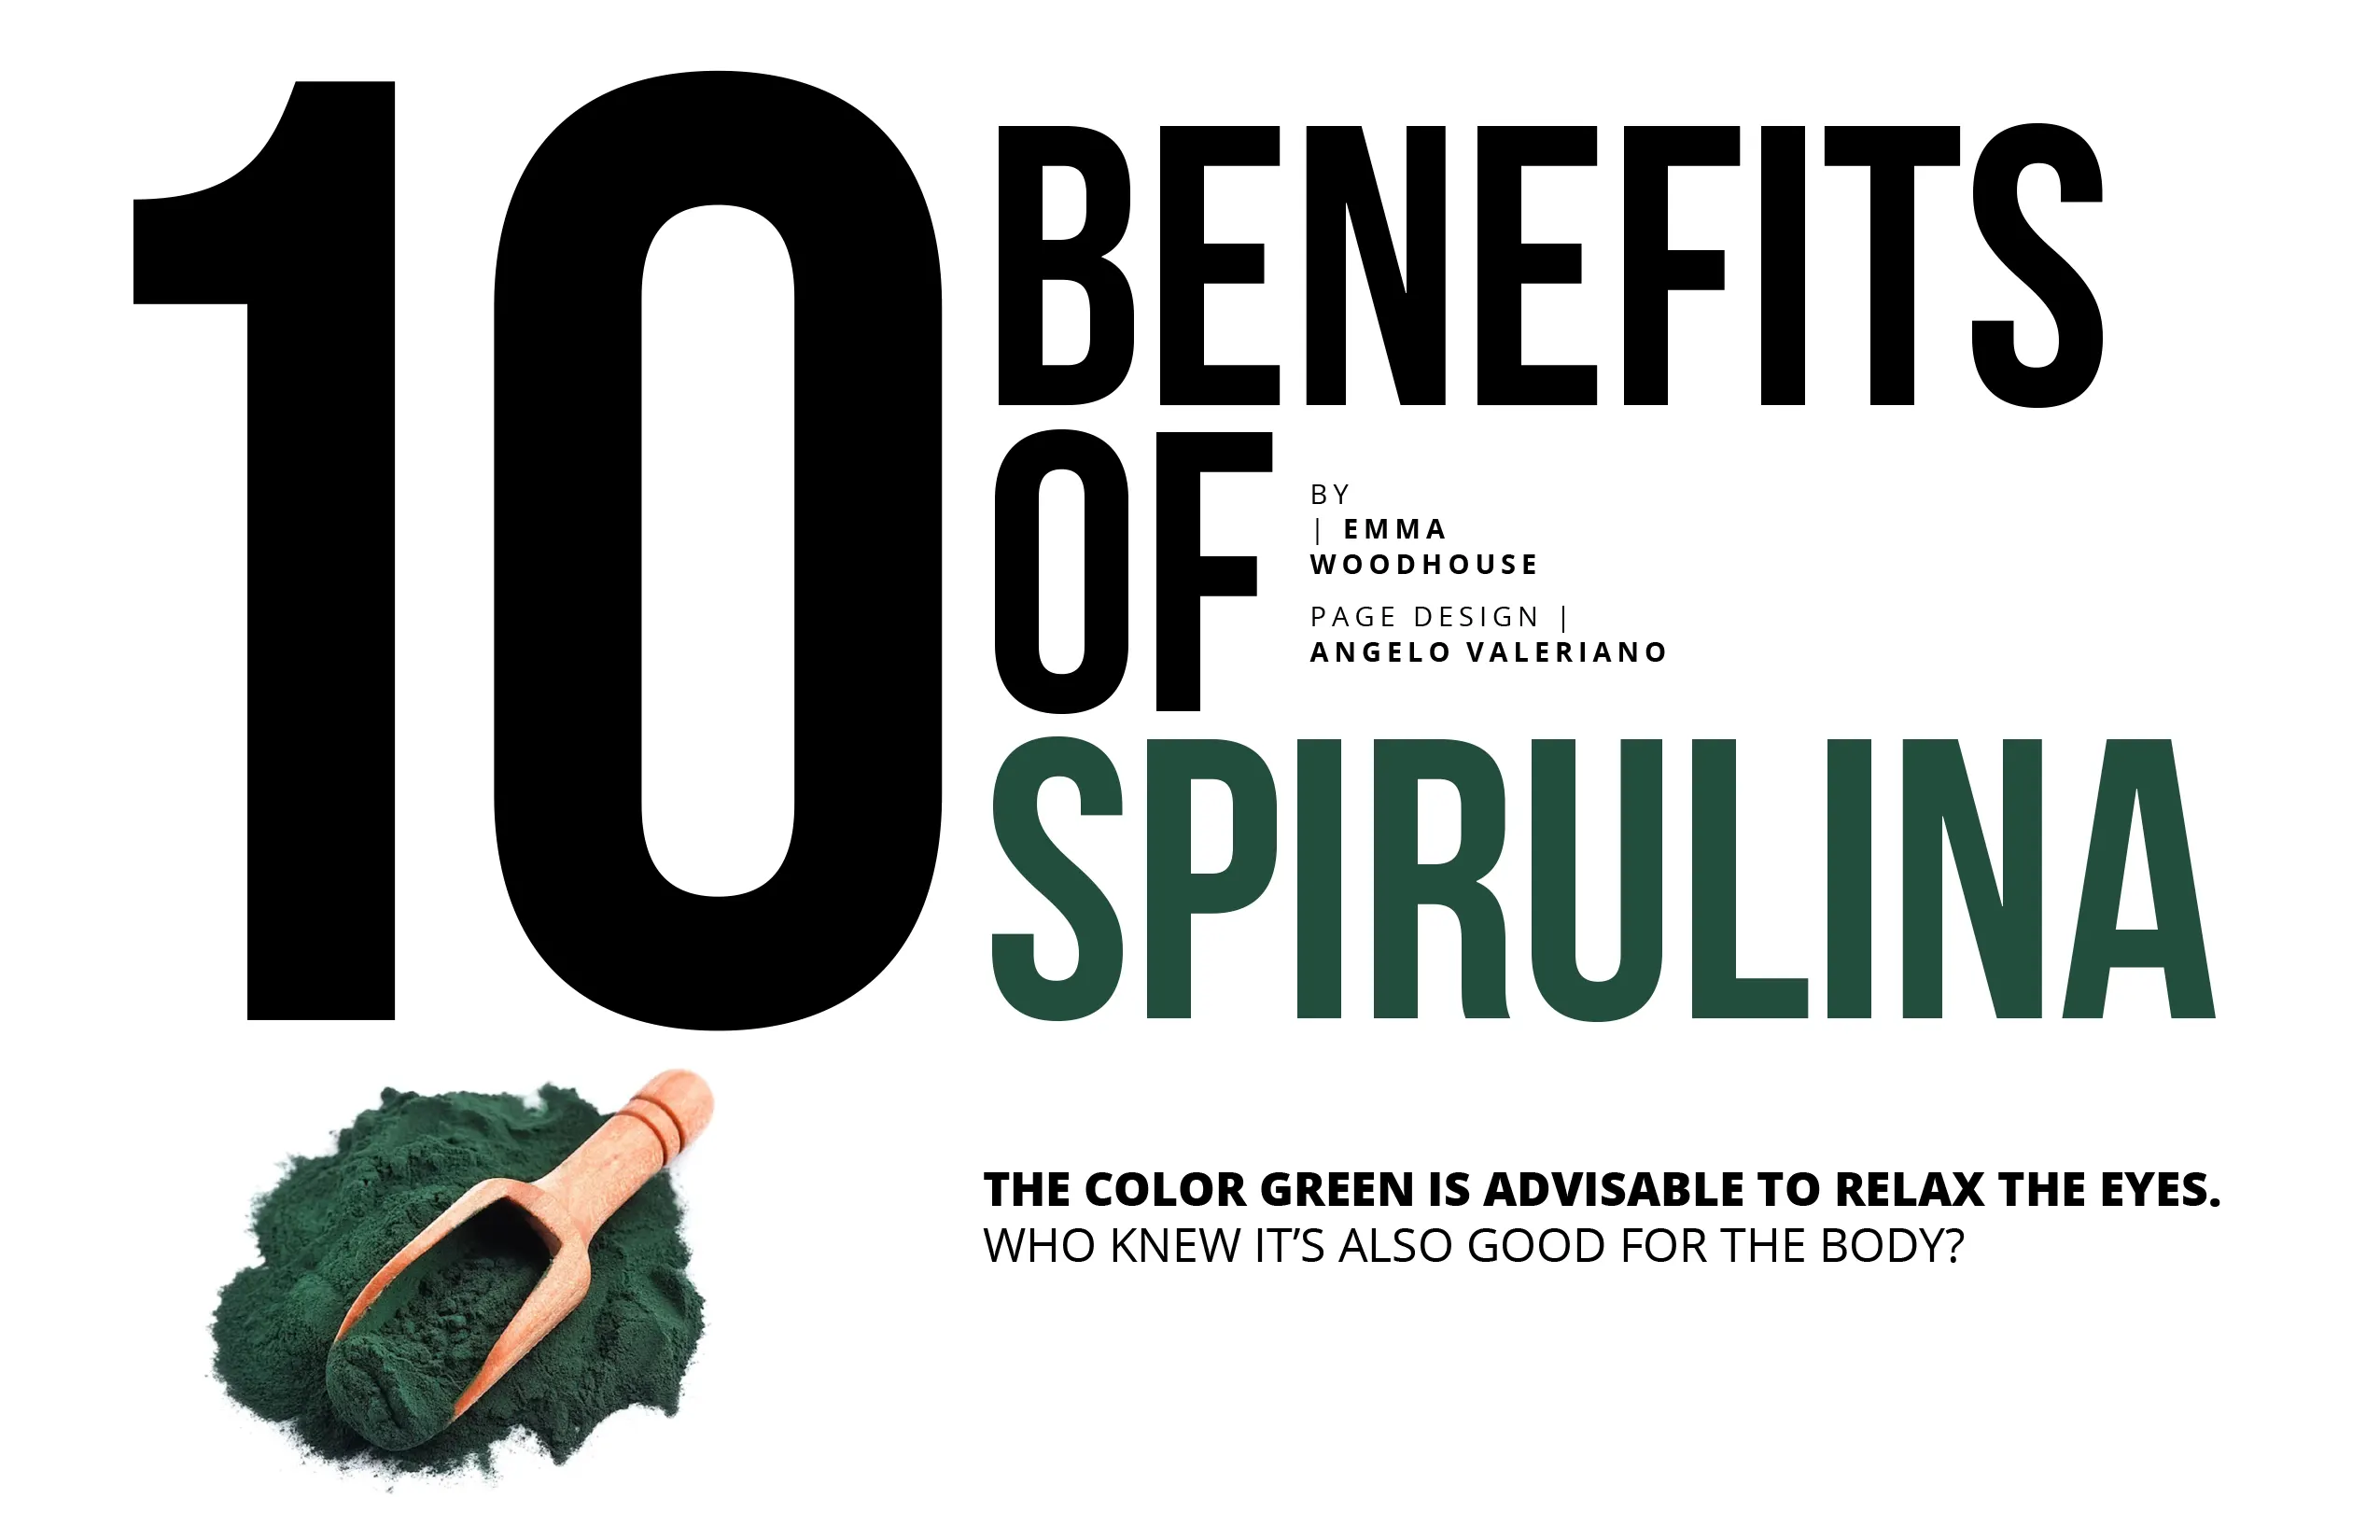 10
BENEFITS
OF
BY
| EMMA
WOODHOUSE
PAGE DESIGN |
ANGELO VALERIANO
SPIRULINA
THE COLOR GREEN IS ADVISABLE TO RELAX THE EYES.
WHO KNEW IT’S ALSO GOOD FOR THE BODY?